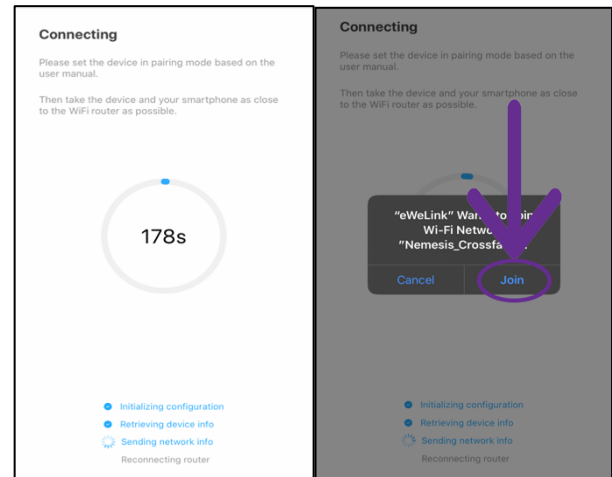 Connecting
Please set the device in pairing mode based on the
user manual.
Then take the device and your smartphone as close
to the WiFi router as possible.
178s
Initializing configuration
Retrieving device info
Sending network info
Reconnecting router
Connecting
Please set the device in pairing mode based on the
user manual.
Then take the device and your smartphone as close
to the WiFi router as possible.
"eWeLink"
Wi-Fi
Cancel
Join
Initializing configuration
Retrieving device info
Sending network info
Reconnecting router